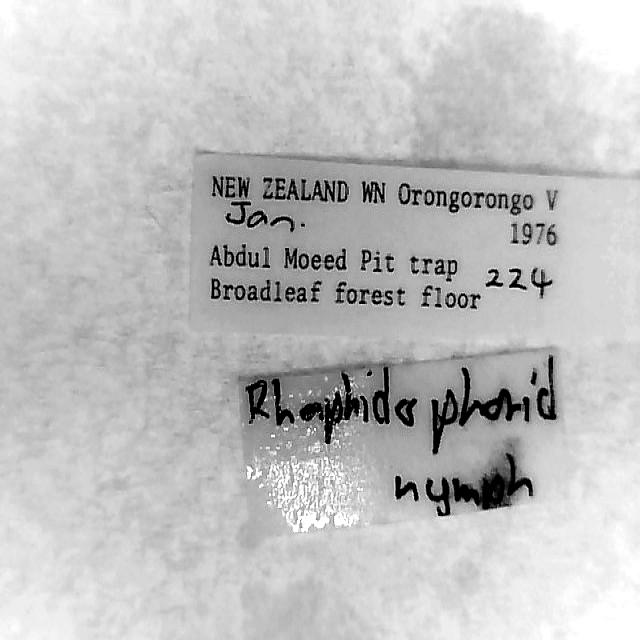 NEW ZEALAND WN Orongorongo V
Jan. 1976
Abdul Moeed Pit trap 224
Broadleaf forest floor
Rhaphidophorid
nymph